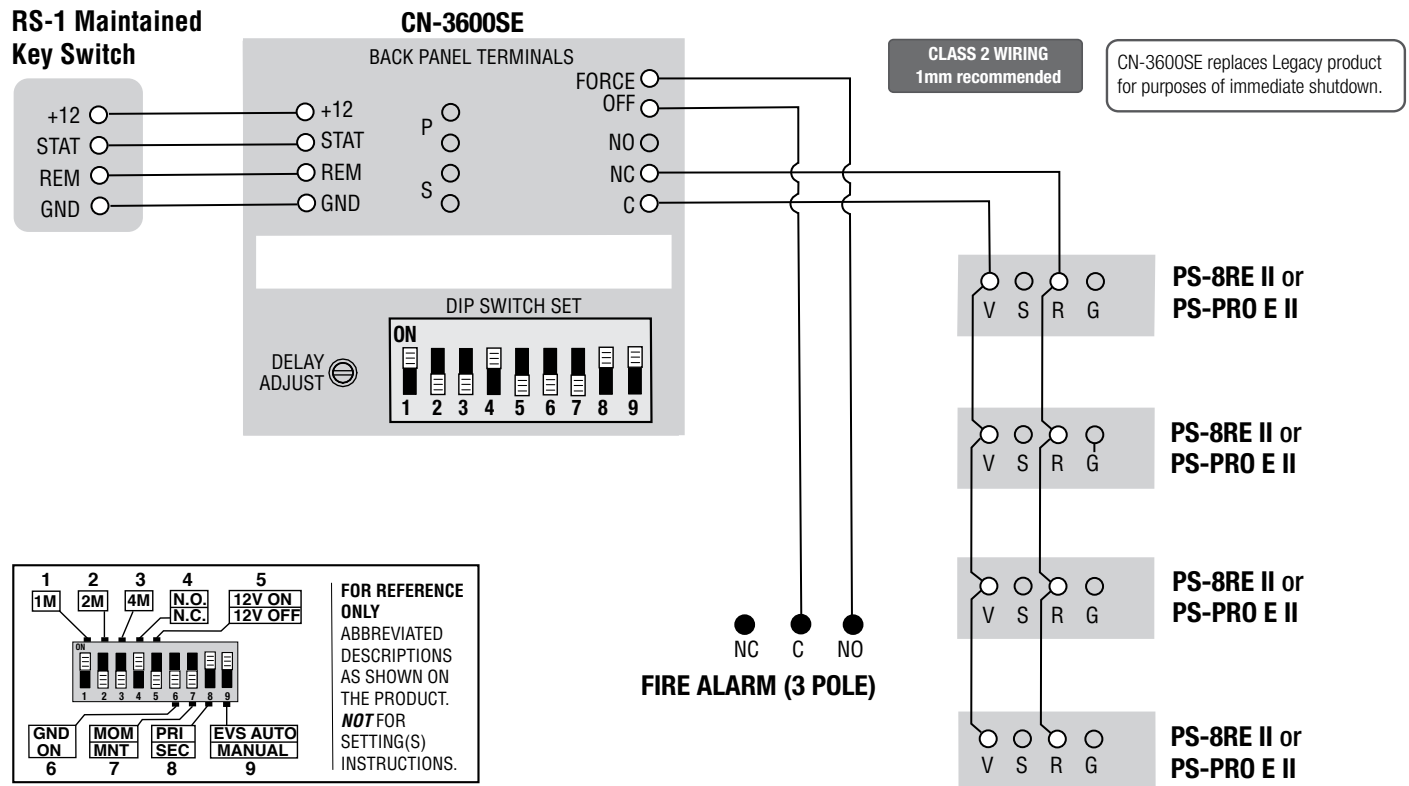 RS-1 Maintained
Key Switch
+12
STAT
REM
GND
CN-3600SE
BACK PANEL TERMINALS
+12
STAT
REM
GND
P
S
FORCE
OFF
NO
NC
C
DIP SWITCH SET
ON
1 2 3 4 5 6 7 8 9
DELAY
ADJUST
CLASS 2 WIRING
1mm recommended
CN-3600SE replaces Legacy product
for purposes of immediate shutdown.
V S R G
PS-8RE II or
PS-PRO E II
V S R G
PS-8RE II or
PS-PRO E II
V S R G
PS-8RE II or
PS-PRO E II
V S R G
PS-8RE II or
PS-PRO E II
NC C NO
FIRE ALARM (3 POLE)
1 2 3 4 5
1M 2M 4M N.O. 12V ON
N.C. 12V OFF
ON
1 2 3 4 5 6 7 8 9
GND MOM PRI EVS AUTO
ON MNT SEC MANUAL
6 7 8 9
FOR REFERENCE
ONLY
ABBREVIATED
DESCRIPTIONS
AS SHOWN ON
THE PRODUCT.
NOT FOR
SETTING(S)
INSTRUCTIONS.